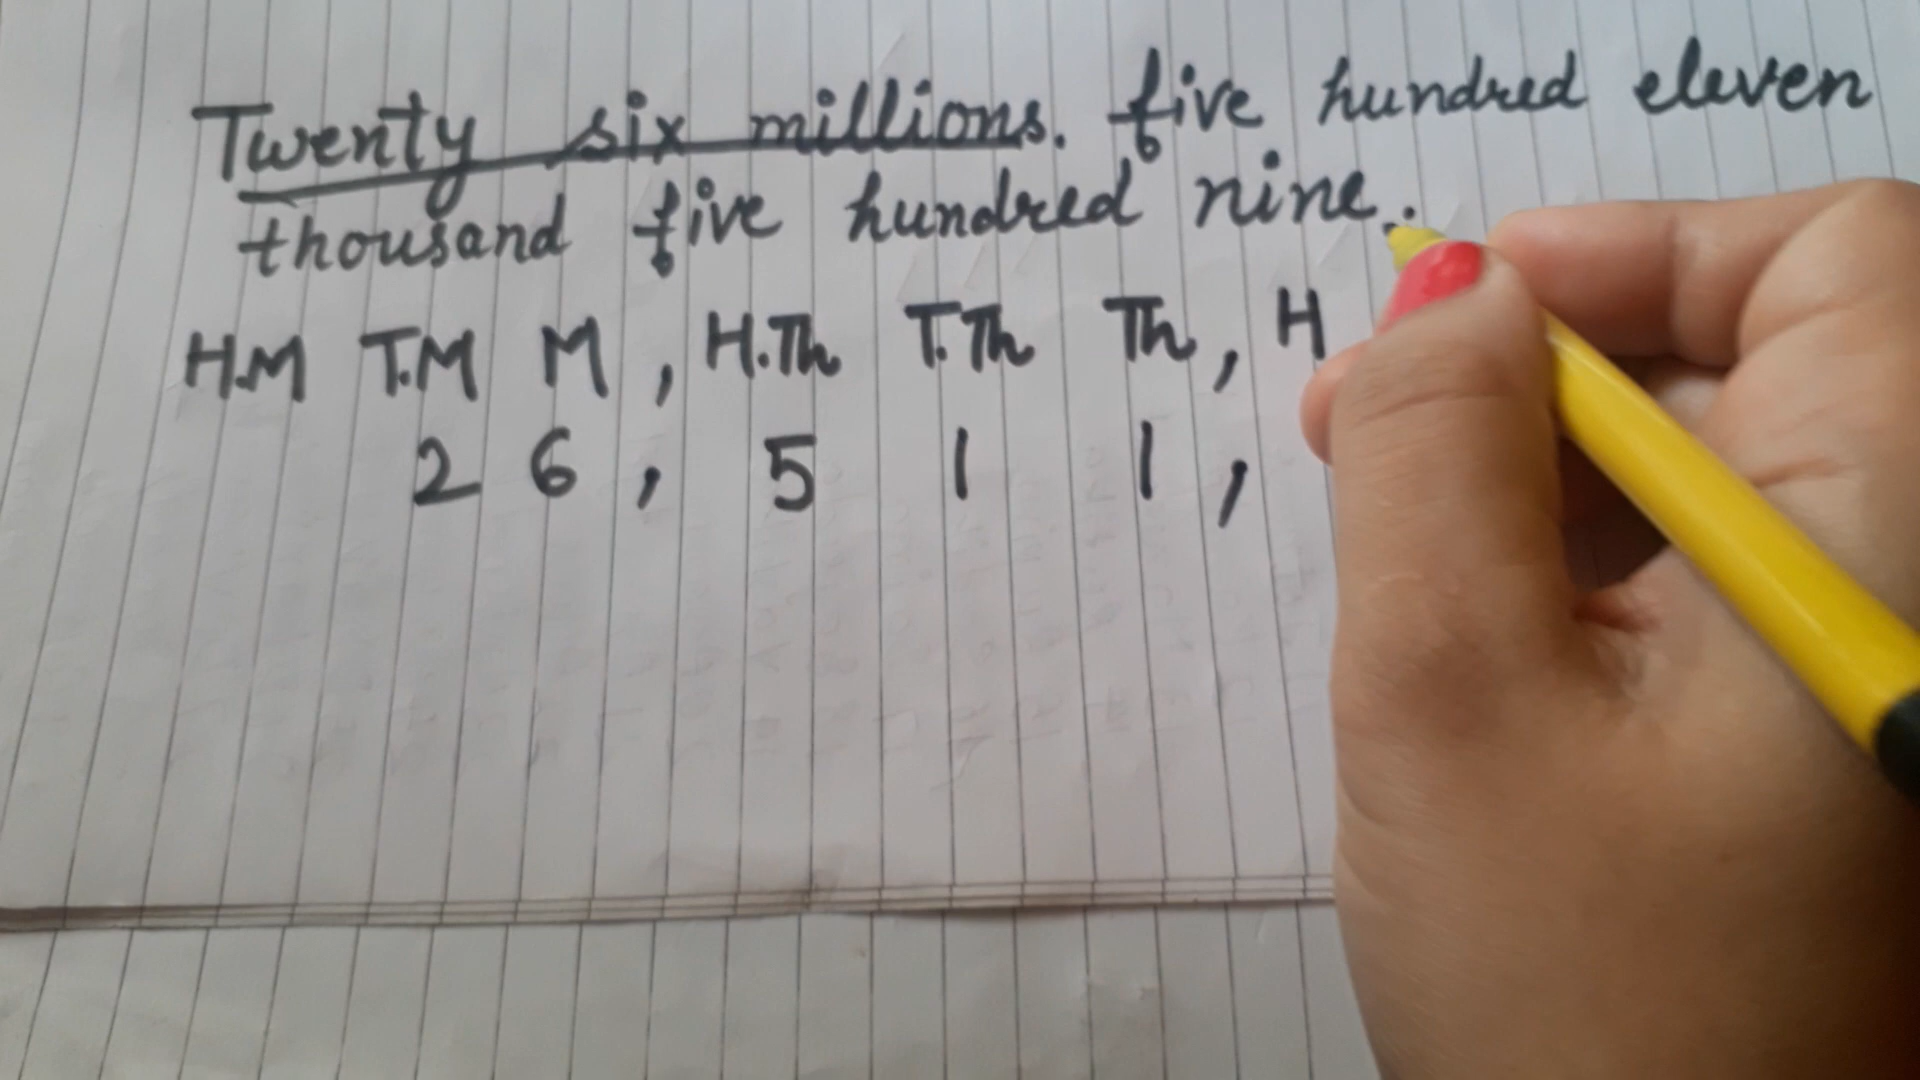 Twenty six millions. five hundred eleven
thousand five hundred nine.
H.M T.M M , H.Th T.Th Th , H
2 6 , 5 1 1 ,